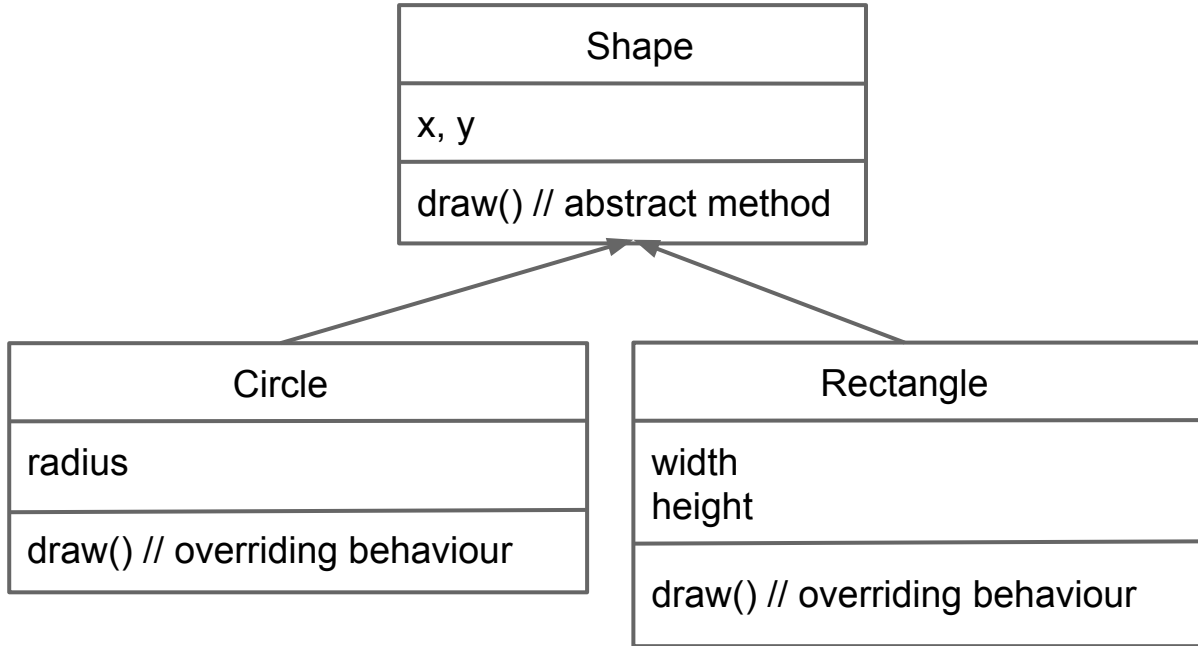 Shape
x, y
draw() // abstract method
Circle
radius
draw() // overriding behaviour
Rectangle
width
height
draw() // overriding behaviour